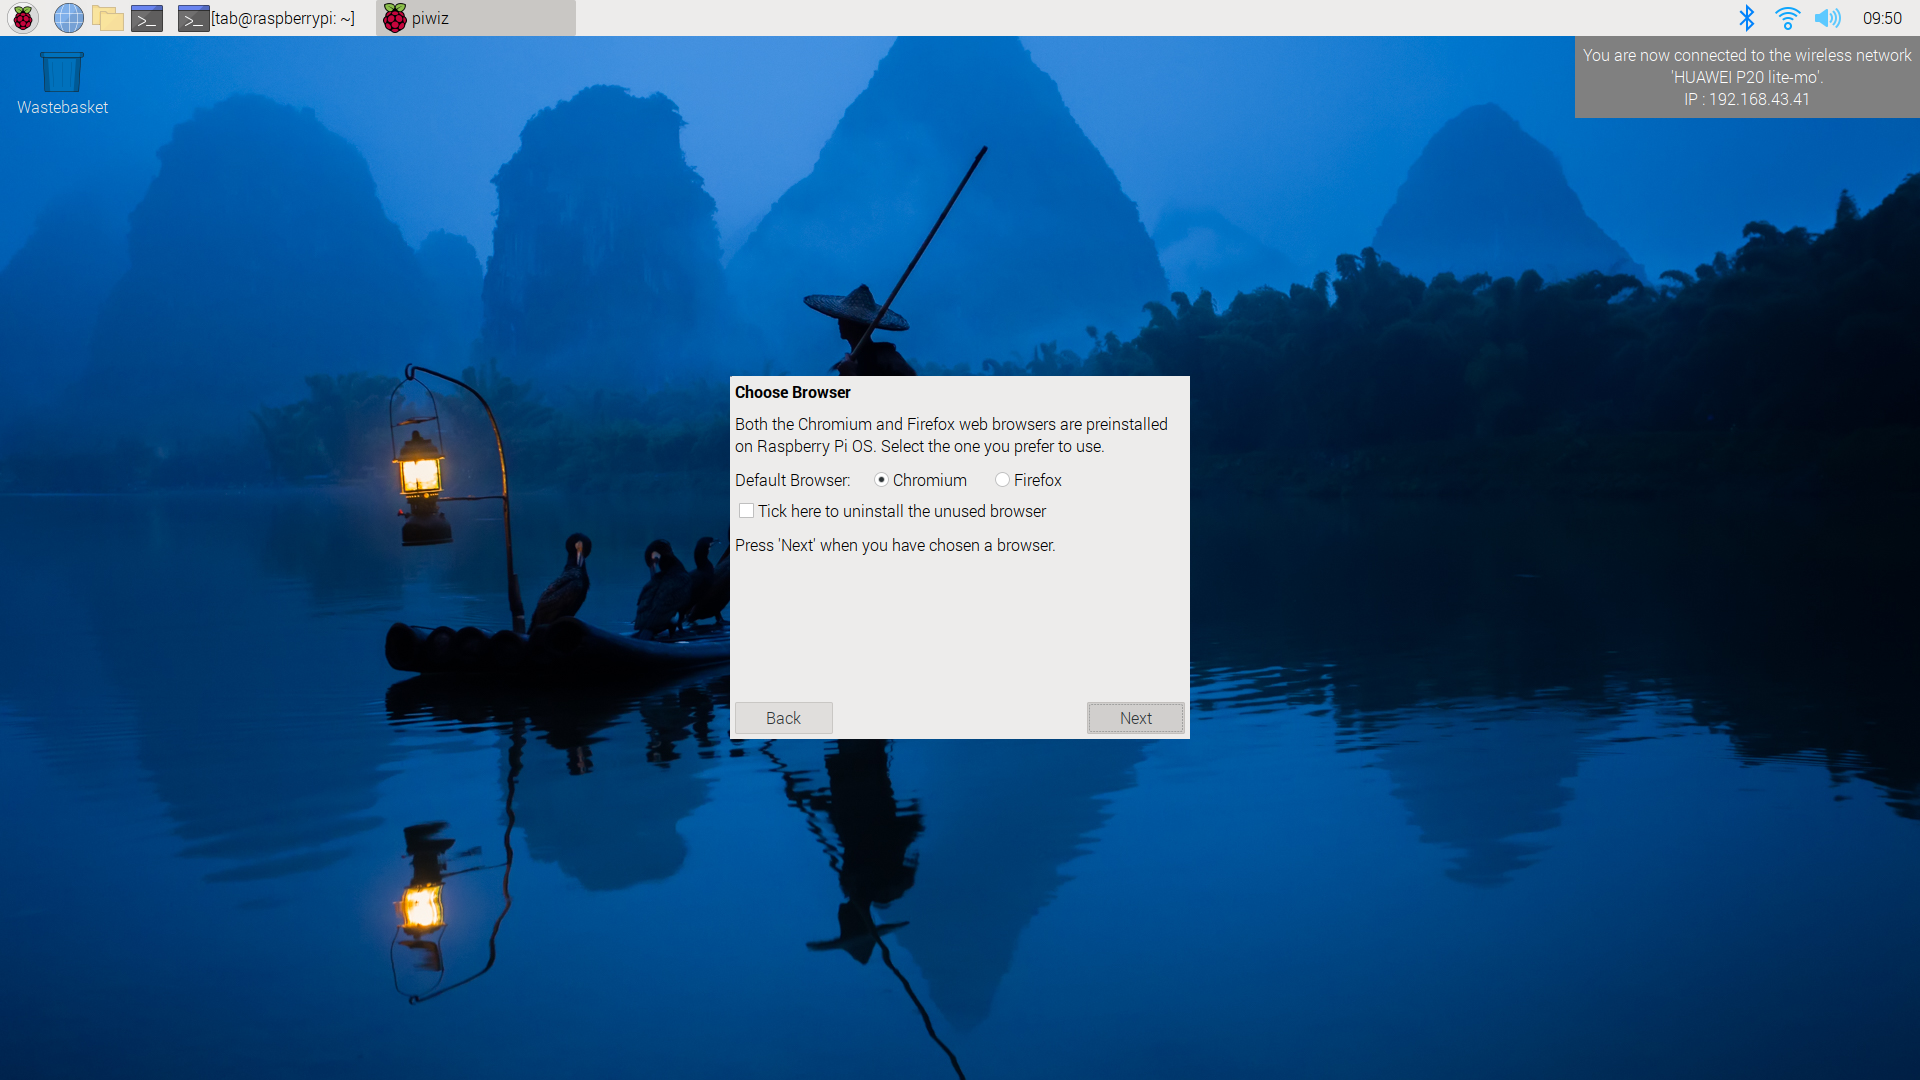 [tab@raspberrypi: ~]
piwiz
09:50
You are now connected to the wireless network
'HUAWEI P20 lite-mo'.
IP : 192.168.43.41
Wastebasket
Choose Browser
Both the Chromium and Firefox web browsers are preinstalled
on Raspberry Pi OS. Select the one you prefer to use.
Default Browser: Chromium Firefox
Tick here to uninstall the unused browser
Press 'Next' when you have chosen a browser.
Back Next